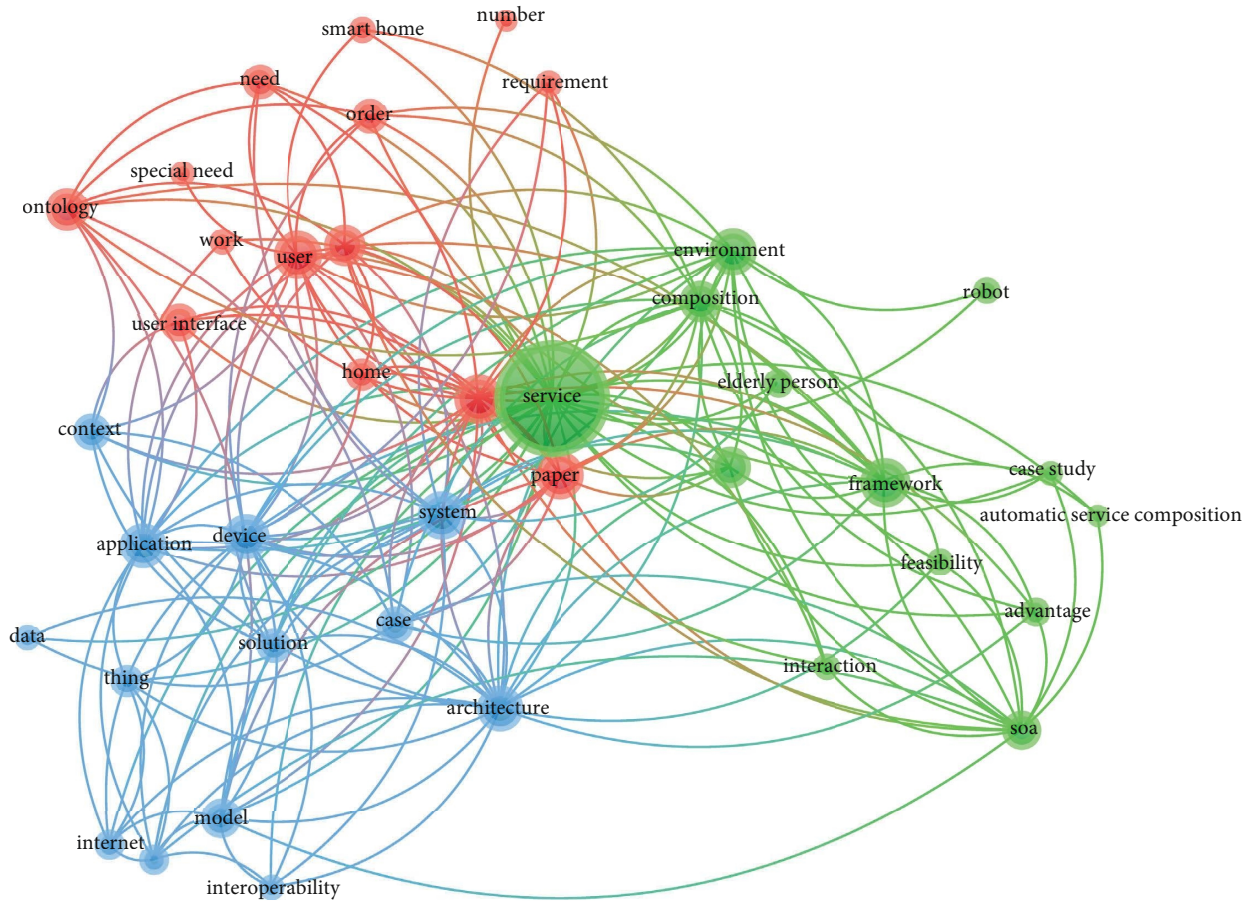 number
smart home
need
requirement
order
special need
ontology
work
user
environment
composition
robot
user interface
home
elderly person
service
context
paper
framework
case study
system
automatic service composition
application
device
feasibility
advantage
case
data
solution
interaction
thing
architecture
soa
model
internet
interoperability